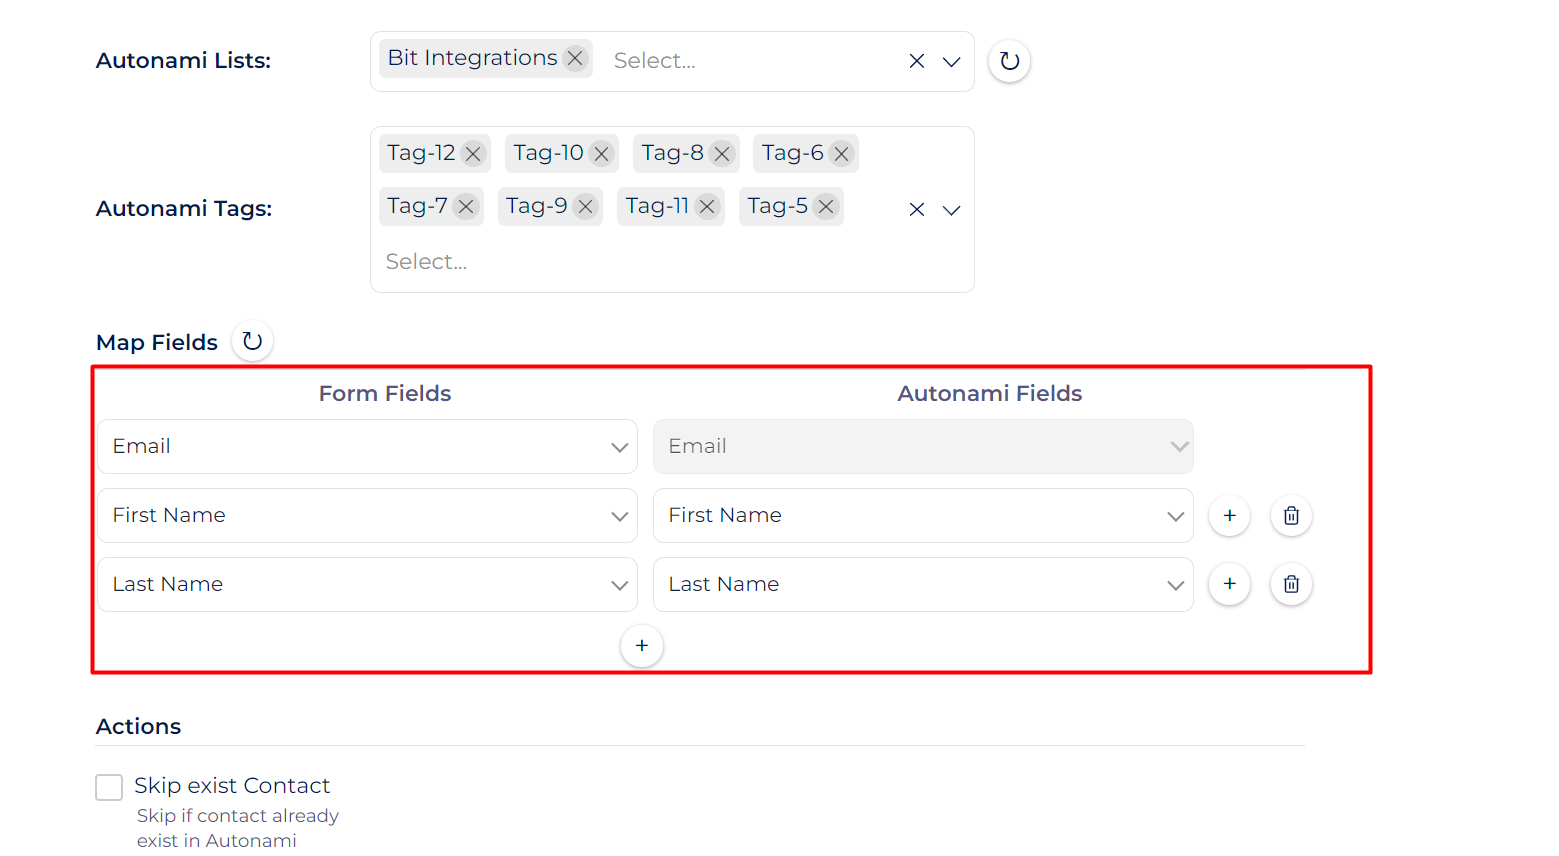 Autonami Lists: Bit Integrations Select...
Tag-12 Tag-10 Tag-8 Tag-6
Autonami Tags: Tag-7 Tag-9 Tag-11 Tag-5
Select...
Map Fields
Form Fields Autonami Fields
Email Email
First Name First Name
Last Name Last Name
Actions
Skip exist Contact
Skip if contact already
exist in Autonami